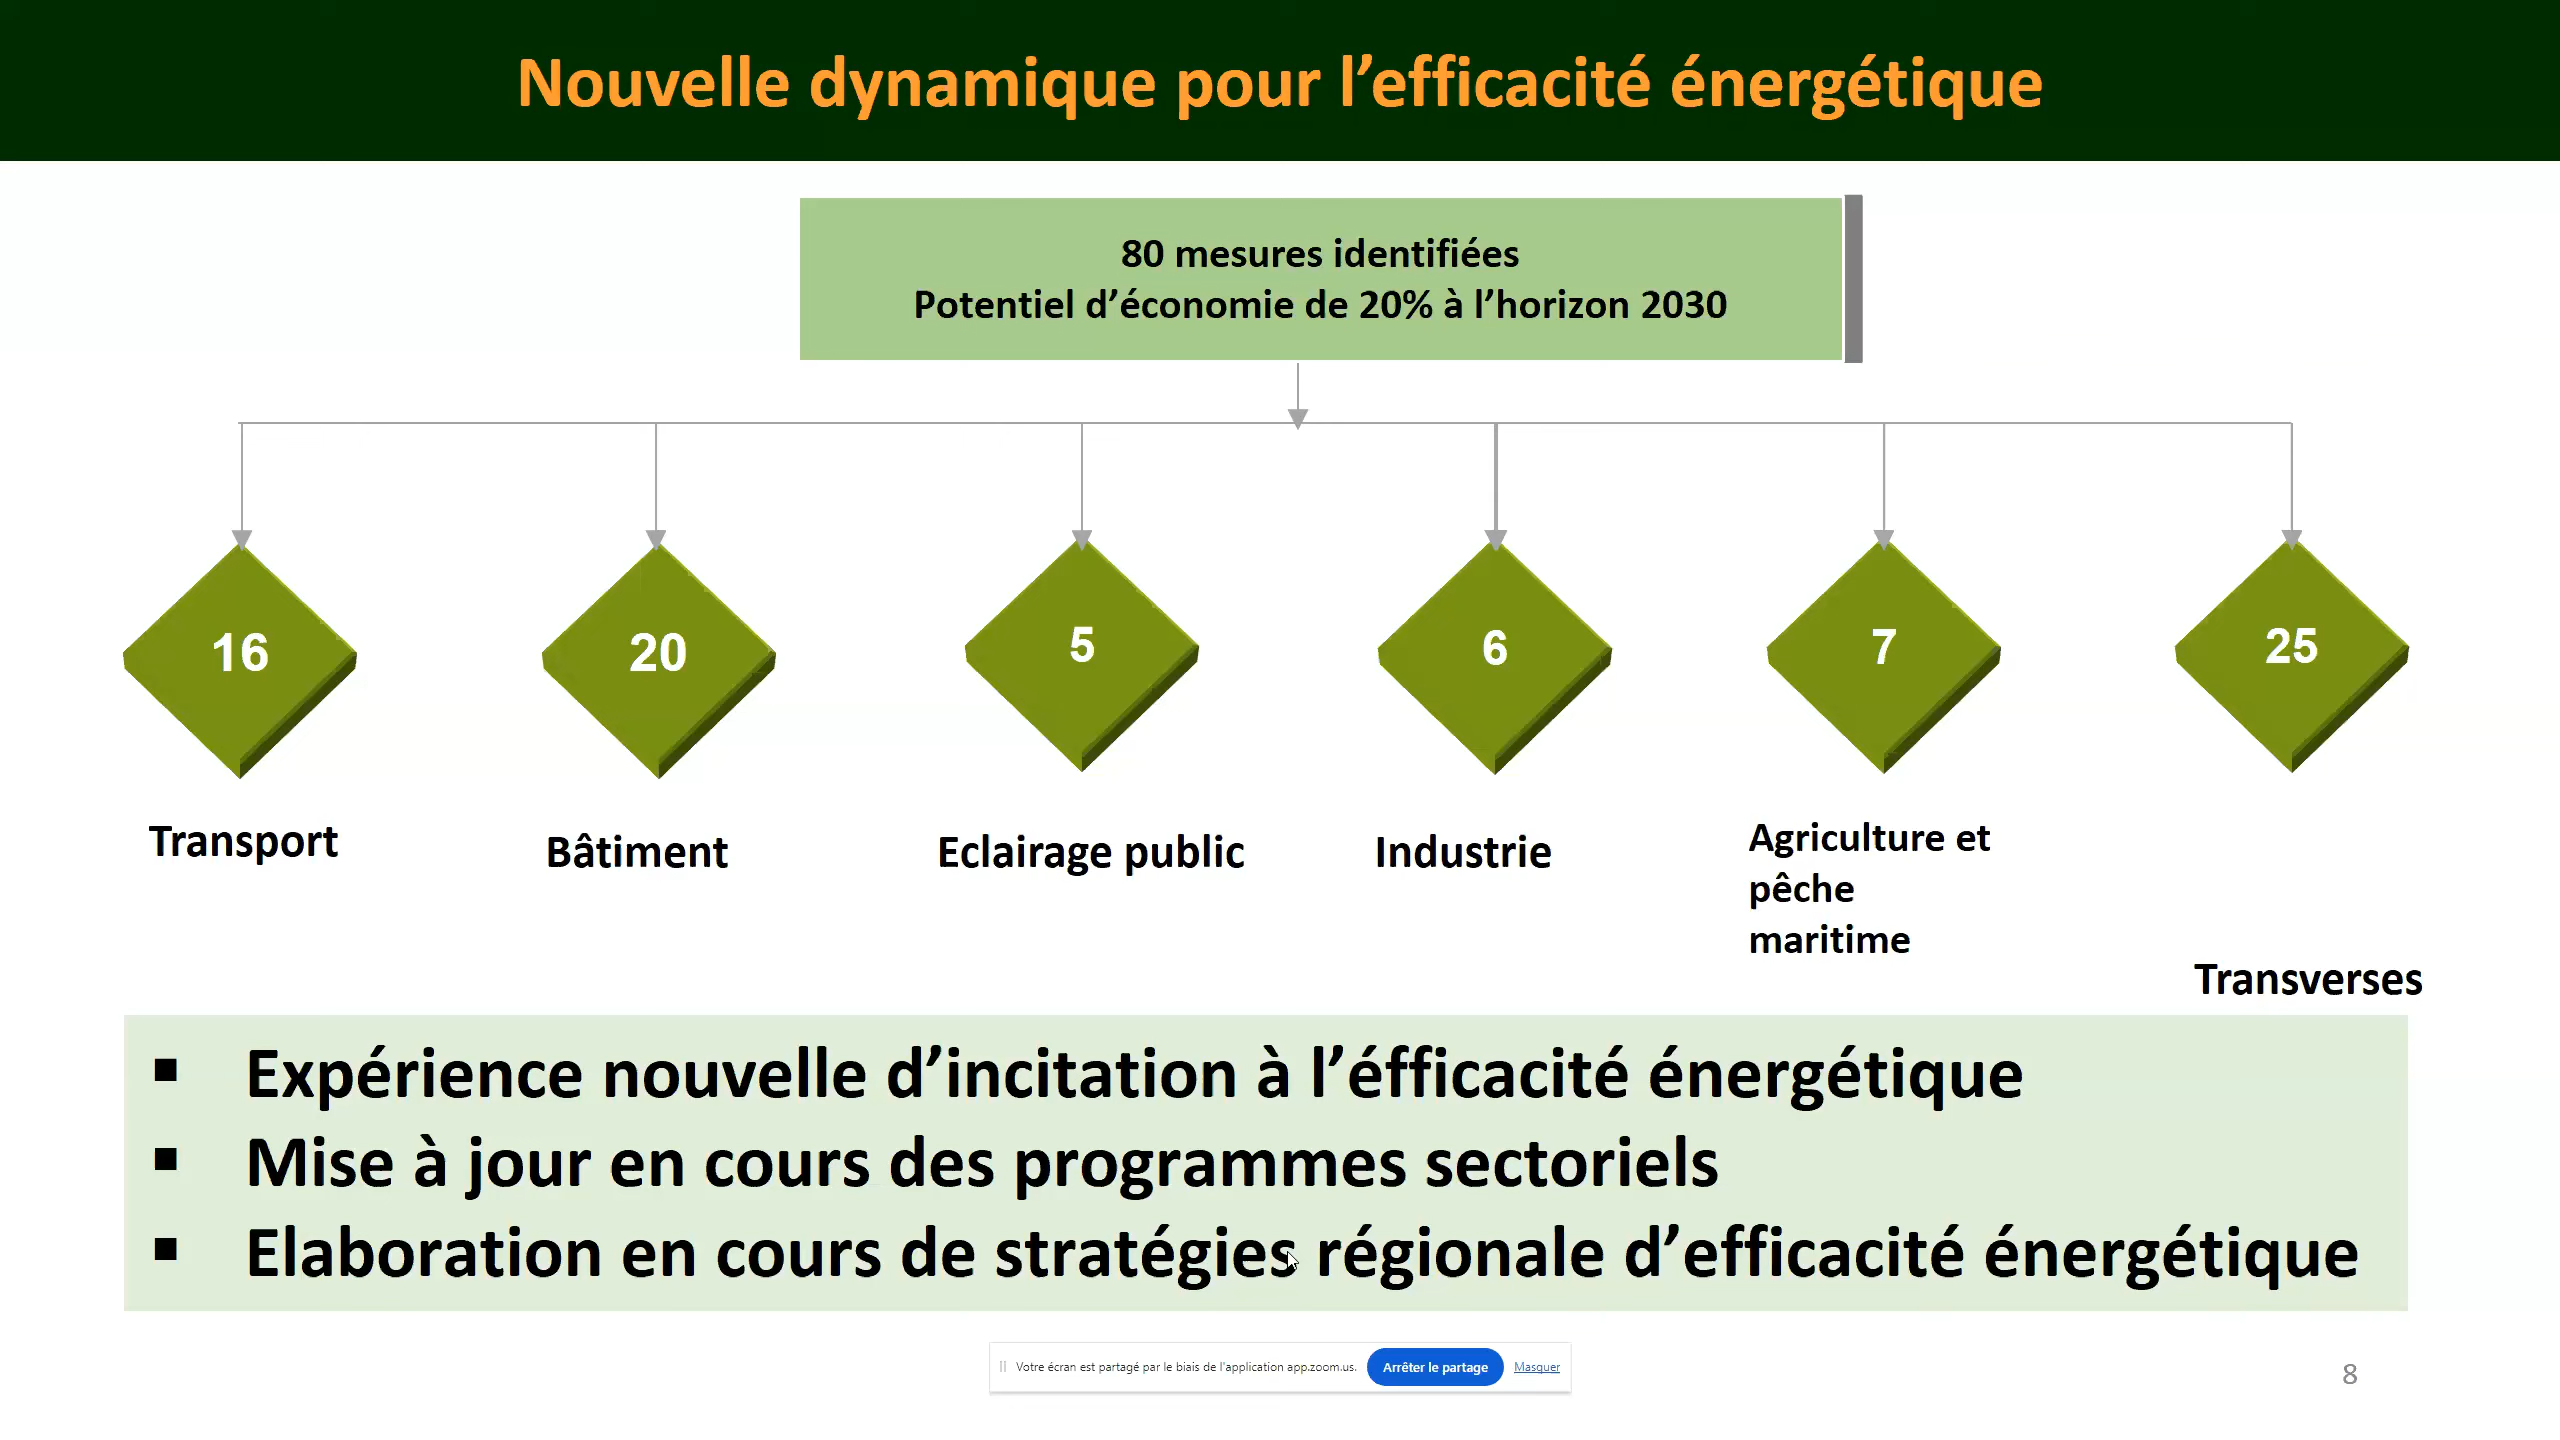 Nouvelle dynamique pour l’efficacité énergétique
80 mesures identifiées
Potentiel d’économie de 20% à l’horizon 2030
16
20
5
6
7
25
Transport
Bâtiment
Eclairage public
Industrie
Agriculture et
pêche
maritime
Transverses
▪ Expérience nouvelle d’incitation à l’éfficacité énergétique
▪ Mise à jour en cours des programmes sectoriels
▪ Elaboration en cours de stratégies régionale d’efficacité énergétique
Votre écran est partagé par le biais de l'application app.zoom.us. Arrêter le partage Masquer
8